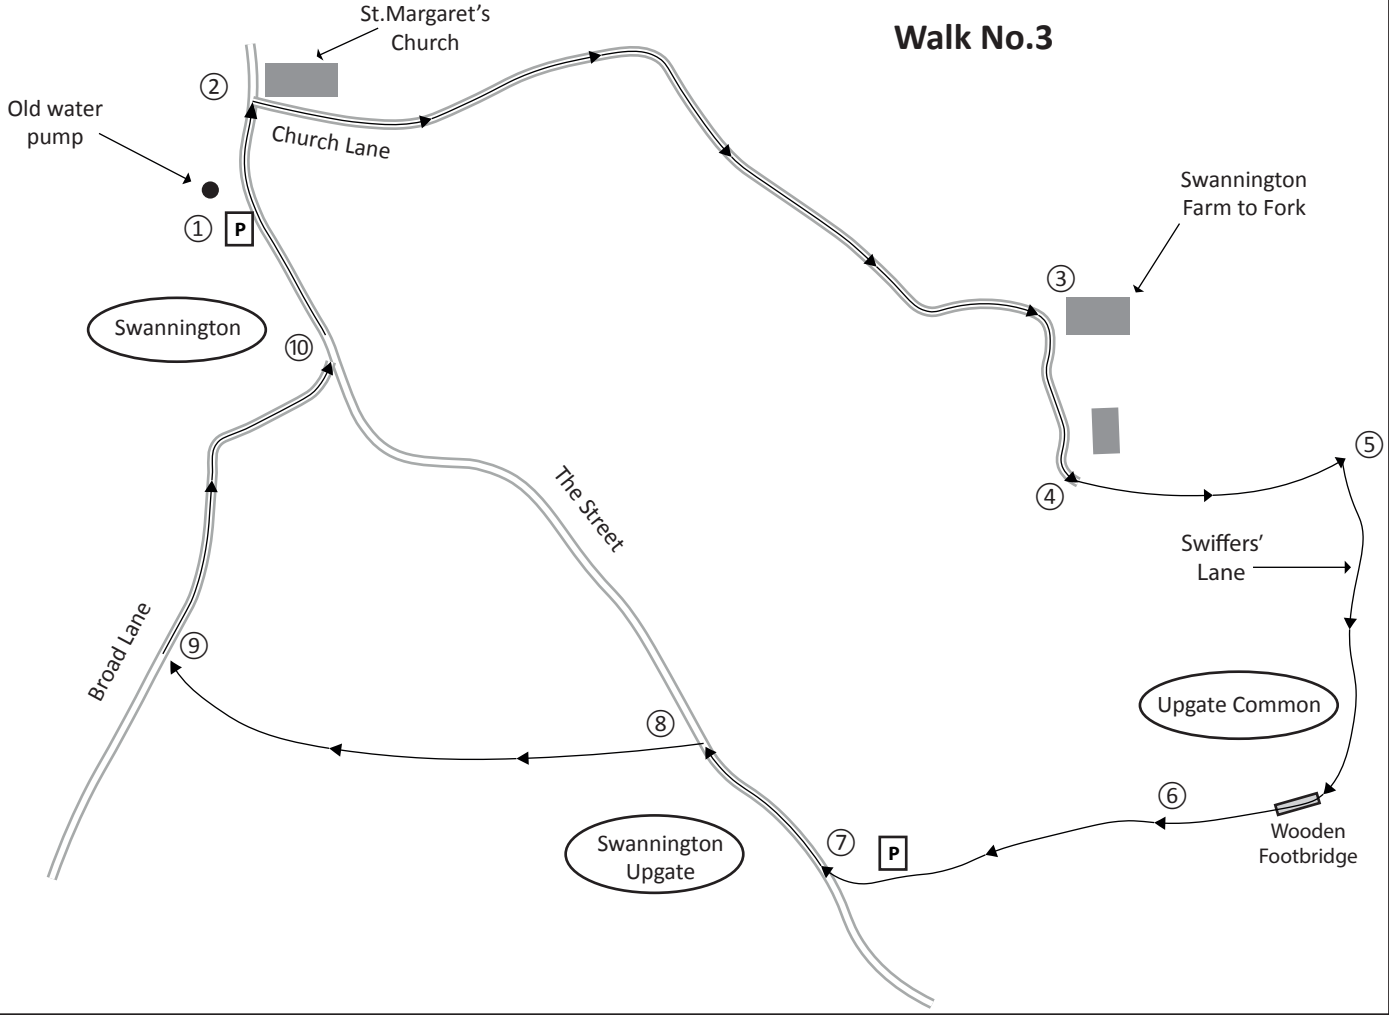 Walk No.3
St.Margaret's
Church
②
Old water
pump
Church Lane
Swannington
Farm to Fork
① P
③
Swannington
⑩
⑤
④
The Street
Swiffers'
Lane
Broad Lane
⑨
Upgate Common
⑧
⑥
Wooden
Footbridge
Swannington
Upgate
⑦ P